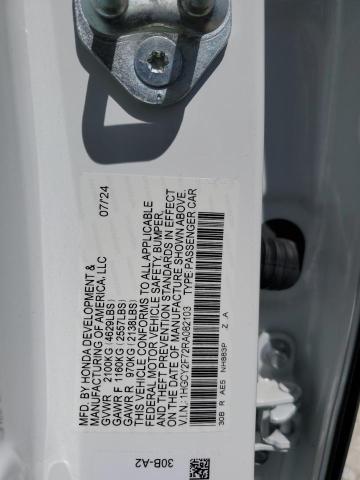 MFD. BY HONDA DEVELOPMENT &
MANUFACTURING OF AMERICA, LLC 07/'24
GVWR 2100KG (4629LBS)
GAWR F 1160KG (2557LBS)
GAWR R 970KG (2138LBS)
THIS VEHICLE CONFORMS TO ALL APPLICABLE
FEDERAL MOTOR VEHICLE SAFETY, BUMPER,
AND THEFT PREVENTION STANDARDS IN EFFECT
ON THE DATE OF MANUFACTURE SHOWN ABOVE.
V.I.N.: 1HGCY2F72RA082103 TYPE:PASSENGER CAR
30B R AE5 NH883P Z_A
30B-A2